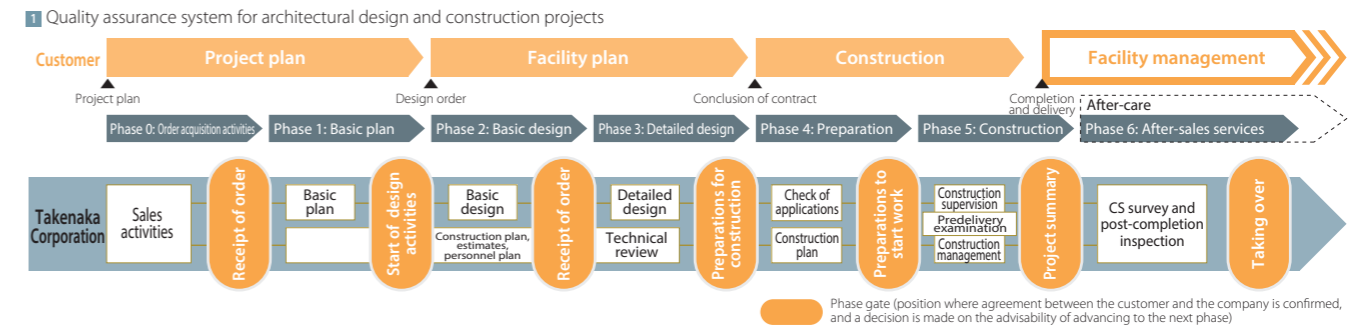 1 Quality assurance system for architectural design and construction projects
Customer
Project plan
Facility plan
Construction
Facility management
Project plan
Design order
Conclusion of contract
Completion
and delivery
After-care
Phase 0: Order acquisition activities
Phase 1: Basic plan
Phase 2: Basic design
Phase 3: Detailed design
Phase 4: Preparation
Phase 5: Construction
Phase 6: After-sales services
Takenaka
Corporation
Sales
activities
Receipt of order
Basic
plan
Start of design
activities
Basic
design
Construction plan,
estimates,
personnel plan
Receipt of order
Detailed
design
Technical
review
Preparations for
construction
Check of
applications
Construction
plan
Preparations to
start work
Construction
supervision
Predelivery
examination
Construction
management
Project summary
CS survey and
post-completion
inspection
Taking over
Phase gate (position where agreement between the customer and the company is confirmed,
and a decision is made on the advisability of advancing to the next phase)